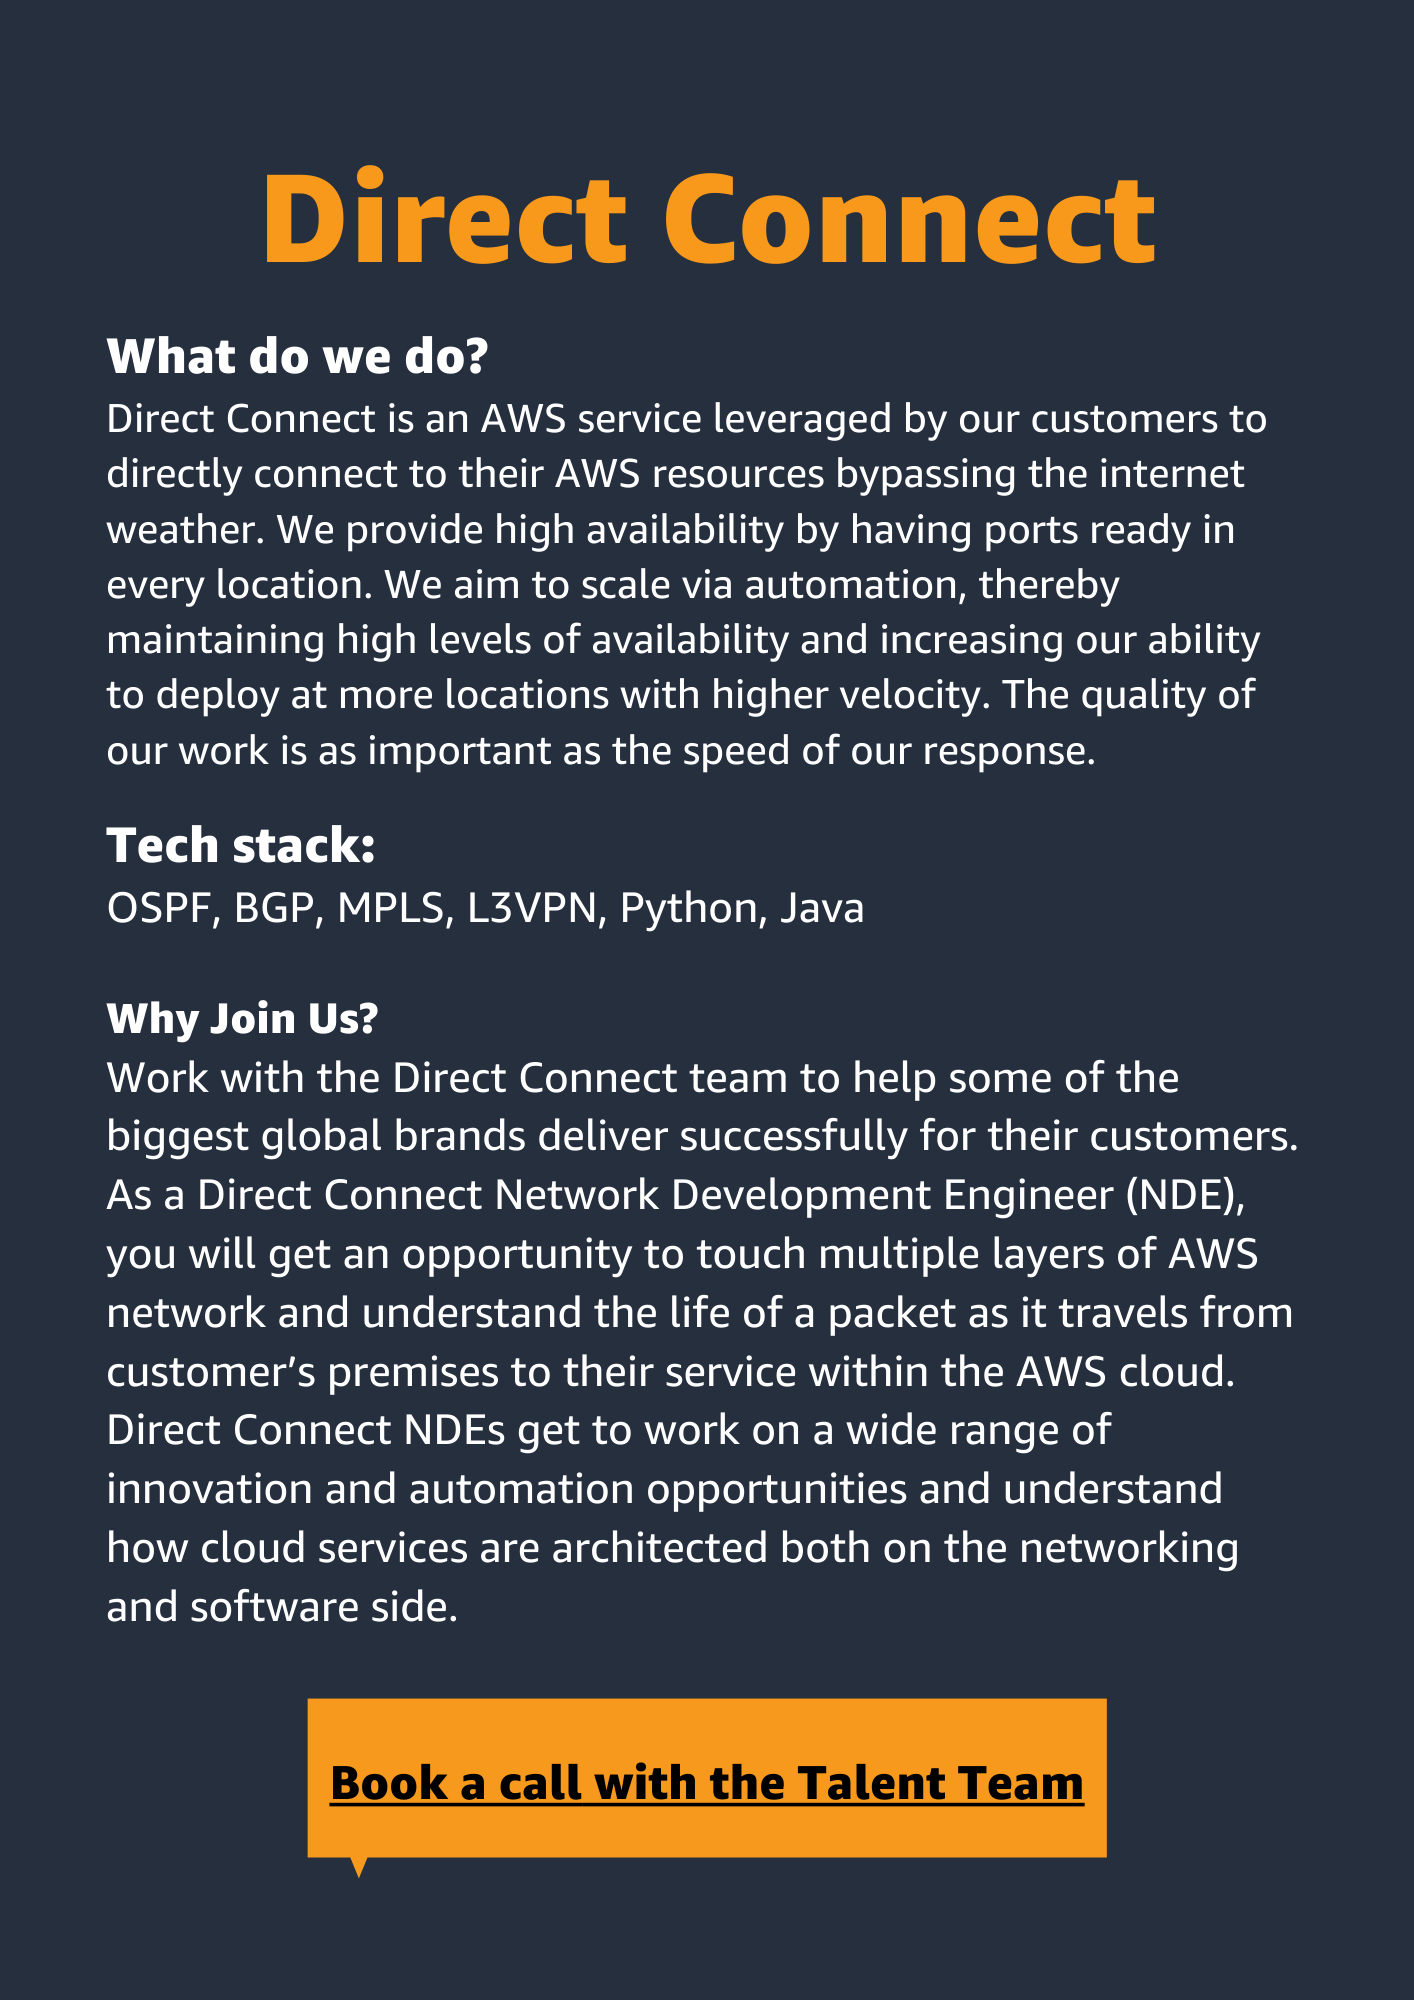 Direct Connect
What do we do?
Direct Connect is an AWS service leveraged by our customers to
directly connect to their AWS resources bypassing the internet
weather. We provide high availability by having ports ready in
every location. We aim to scale via automation, thereby
maintaining high levels of availability and increasing our ability
to deploy at more locations with higher velocity. The quality of
our work is as important as the speed of our response.
Tech stack:
OSPF, BGP, MPLS, L3VPN, Python, Java
Why Join Us?
Work with the Direct Connect team to help some of the
biggest global brands deliver successfully for their customers.
As a Direct Connect Network Development Engineer (NDE),
you will get an opportunity to touch multiple layers of AWS
network and understand the life of a packet as it travels from
customer’s premises to their service within the AWS cloud.
Direct Connect NDEs get to work on a wide range of
innovation and automation opportunities and understand
how cloud services are architected both on the networking
and software side.
Book a call with the Talent Team